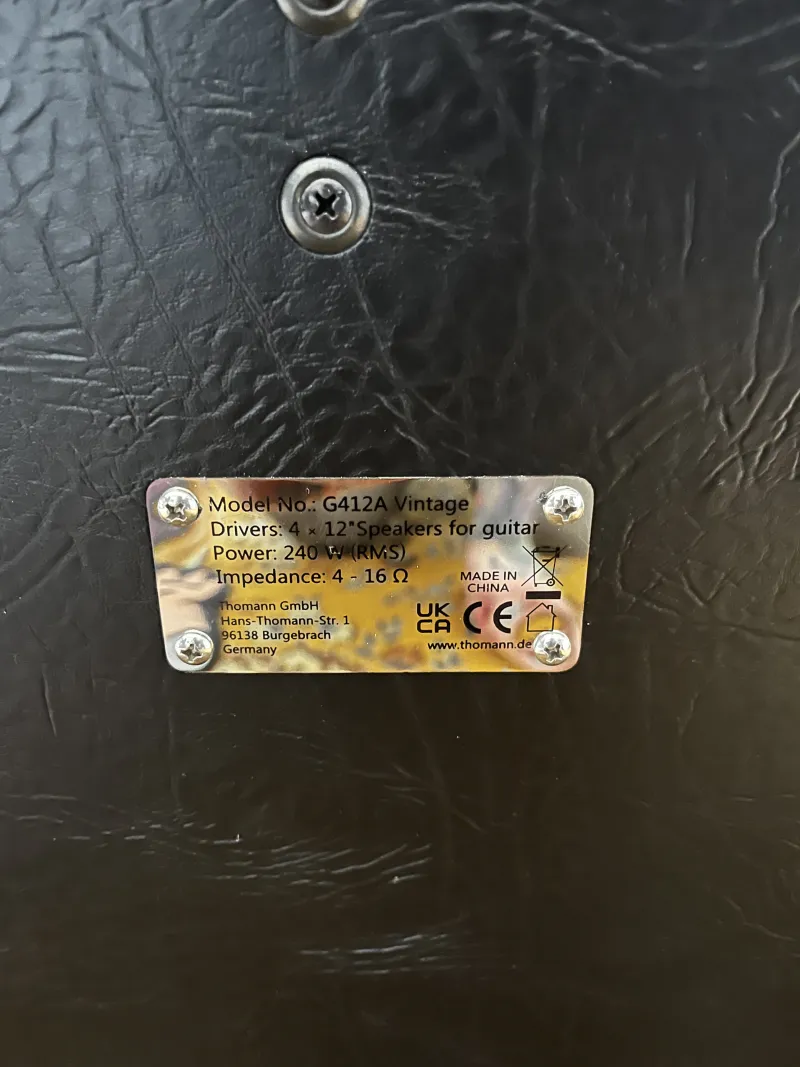 Model No.: G412A Vintage
Drivers: 4 × 12"Speakers for guitar
Power: 240 W (RMS)
Impedance: 4 - 16 Ω
MADE IN
CHINA
Thomann GmbH
Hans-Thomann-Str. 1
96138 Burgebrach
Germany
UK
CA
CE
www.thomann.de